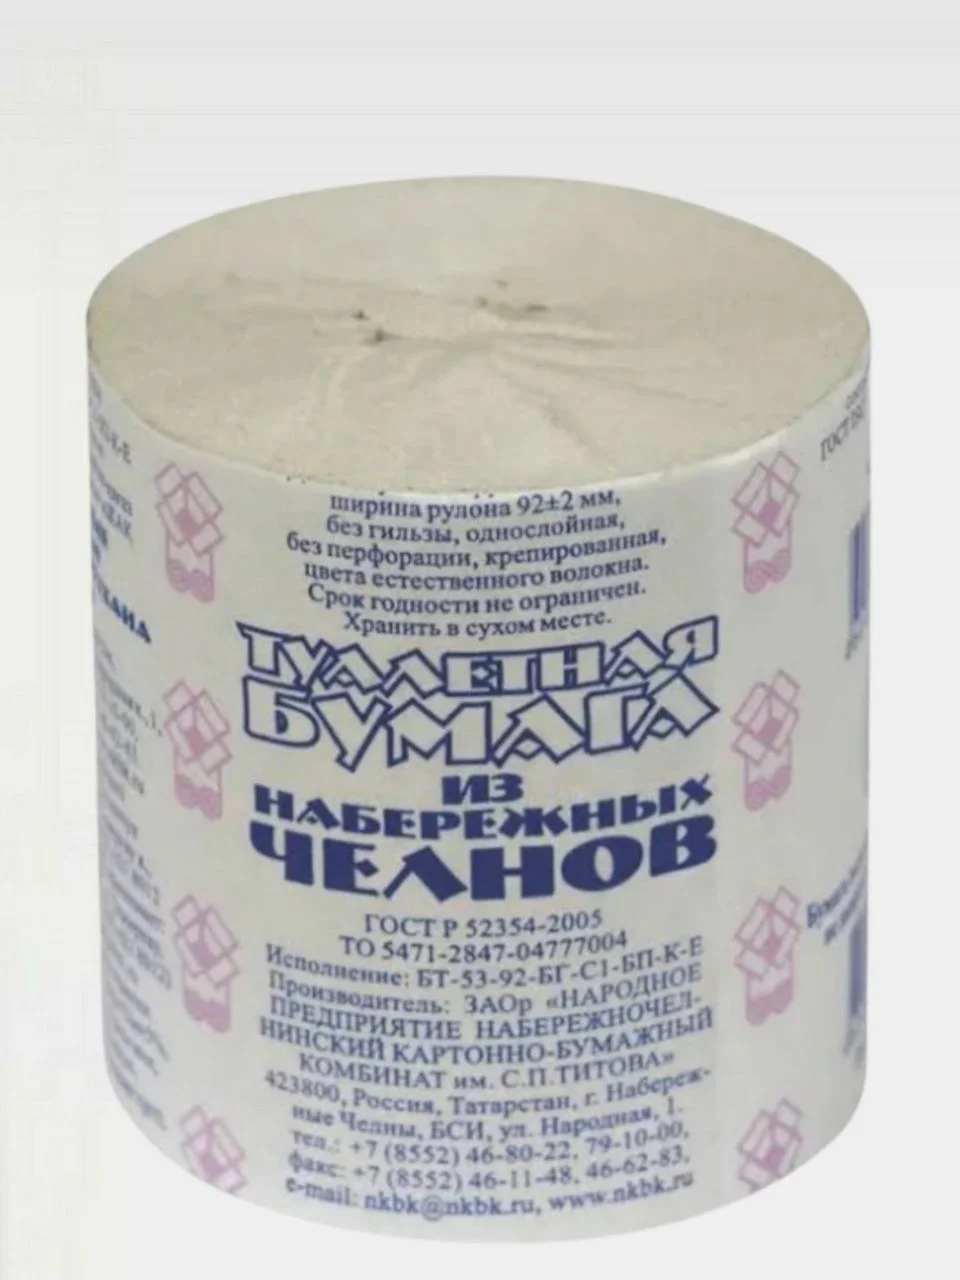 ширина рулона 92±2 мм,
без гильзы, однослойная,
без перфорации, крепированная,
цвета естественного волокна.
Срок годности не ограничен.
Хранить в сухом месте.
ТУАЛЕТНАЯ
БУМАГА
ИЗ
НАБЕРЕЖНЫХ
ЧЕЛНОВ
ГОСТ Р 52354-2005
ТО 5471-2847-04777004
Исполнение: БТ-53-92-БГ-С1-БП-К-Е
Производитель: ЗАОр «НАРОДНОЕ
ПРЕДПРИЯТИЕ НАБЕРЕЖНОЧЕЛ-
НИНСКИЙ КАРТОННО-БУМАЖНЫЙ
КОМБИНАТ им. С.П.ТИТОВА»
423800, Россия, Татарстан, г. Набереж-
ные Челны, БСИ, ул. Народная, 1.
тел.: +7 (8552) 46-80-22, 79-10-00,
факс: +7 (8552) 46-11-48, 46-62-83,
e-mail: nkbk@nkbk.ru, www.nkbk.ru
ГОСТ